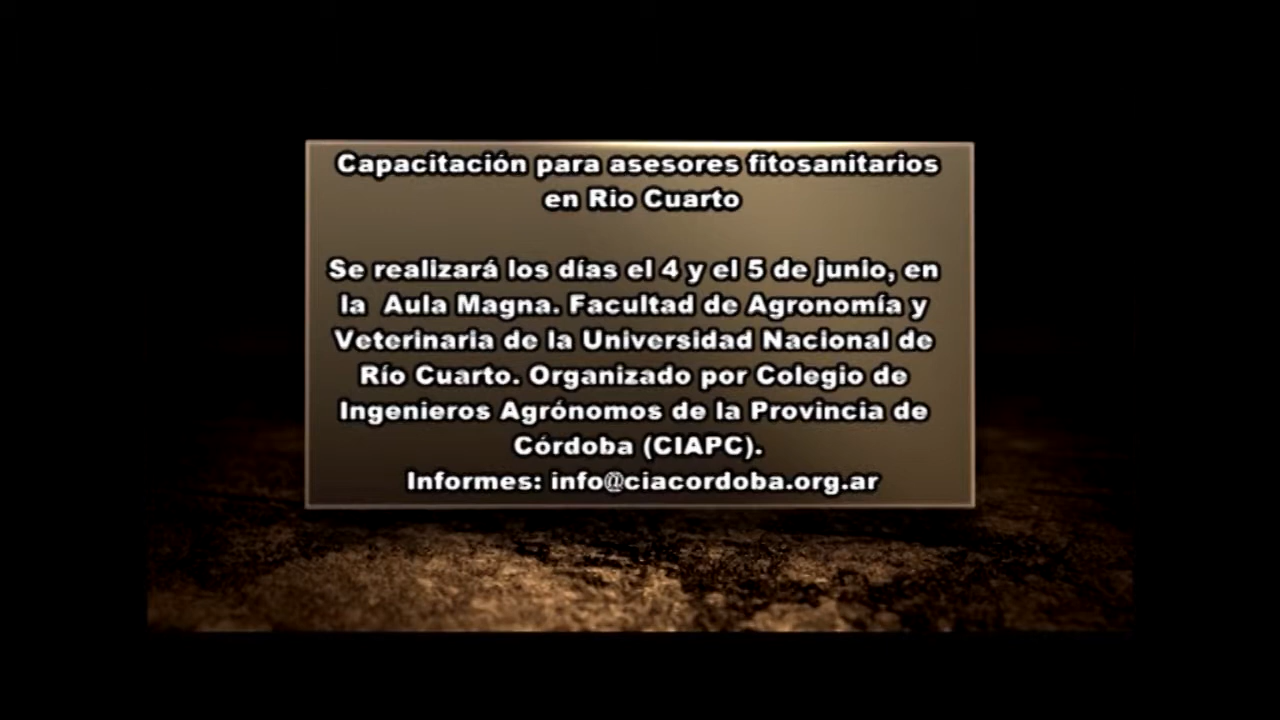 Capacitación para asesores fitosanitarios
en Rio Cuarto
Se realizará los días el 4 y el 5 de junio, en
la Aula Magna. Facultad de Agronomía y
Veterinaria de la Universidad Nacional de
Río Cuarto. Organizado por Colegio de
Ingenieros Agrónomos de la Provincia de
Córdoba (CIAPC).
Informes: info@ciacordoba.org.ar